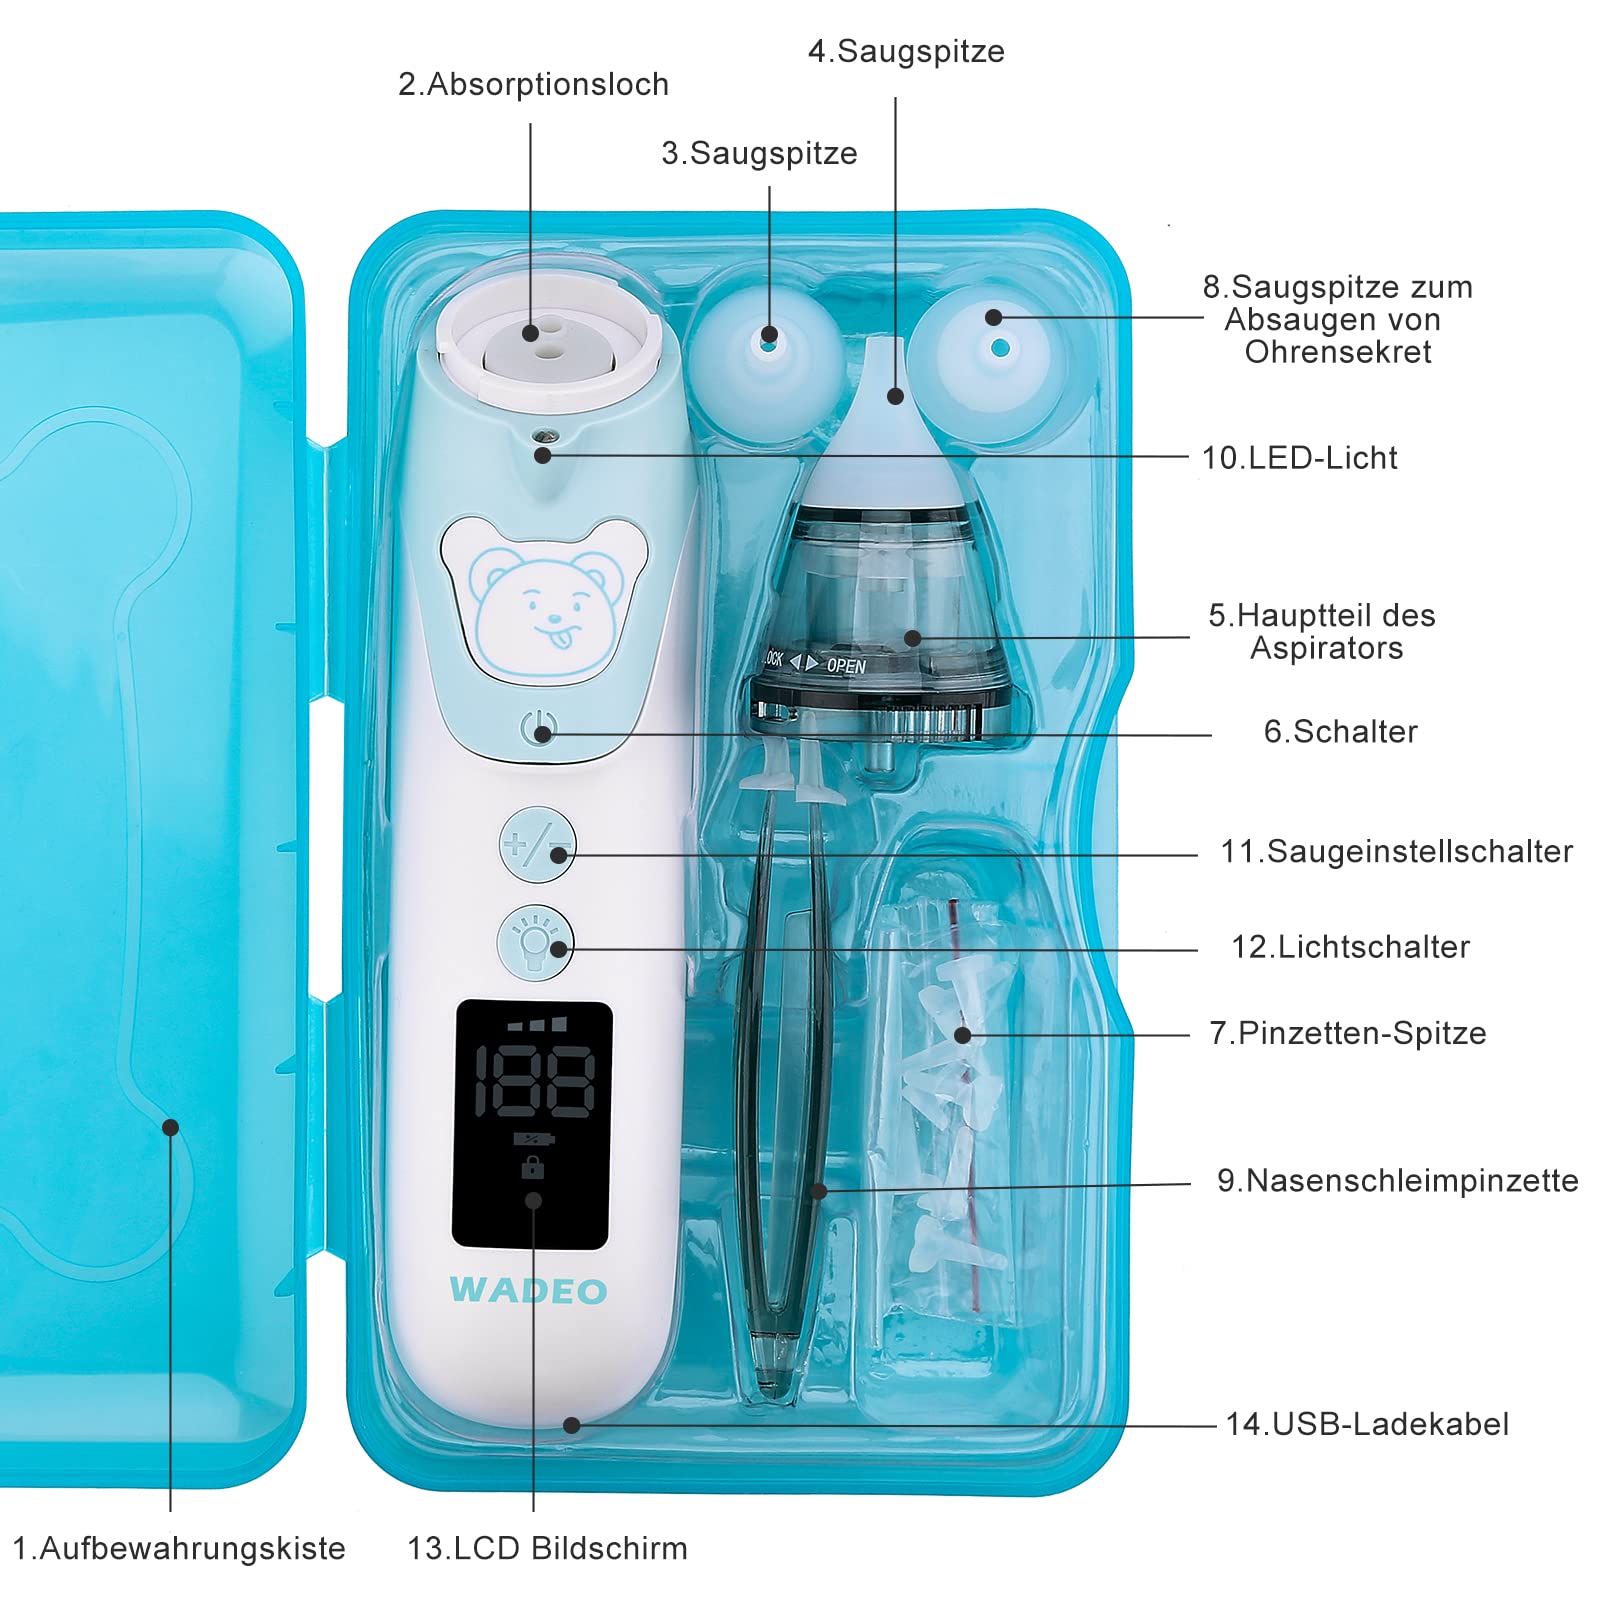 4.Saugspitze
2.Absorptionsloch
3.Saugspitze
8.Saugspitze zum
Absaugen von
Ohrensekret
10.LED-Licht
5.Hauptteil des
Aspirators
LOCK ◀▶ OPEN
6.Schalter
+/-
11.Saugeinstellschalter
12.Lichtschalter
7.Pinzetten-Spitze
188
9.Nasenschleimpinzette
WADEO
14.USB-Ladekabel
1.Aufbewahrungskiste
13.LCD Bildschirm